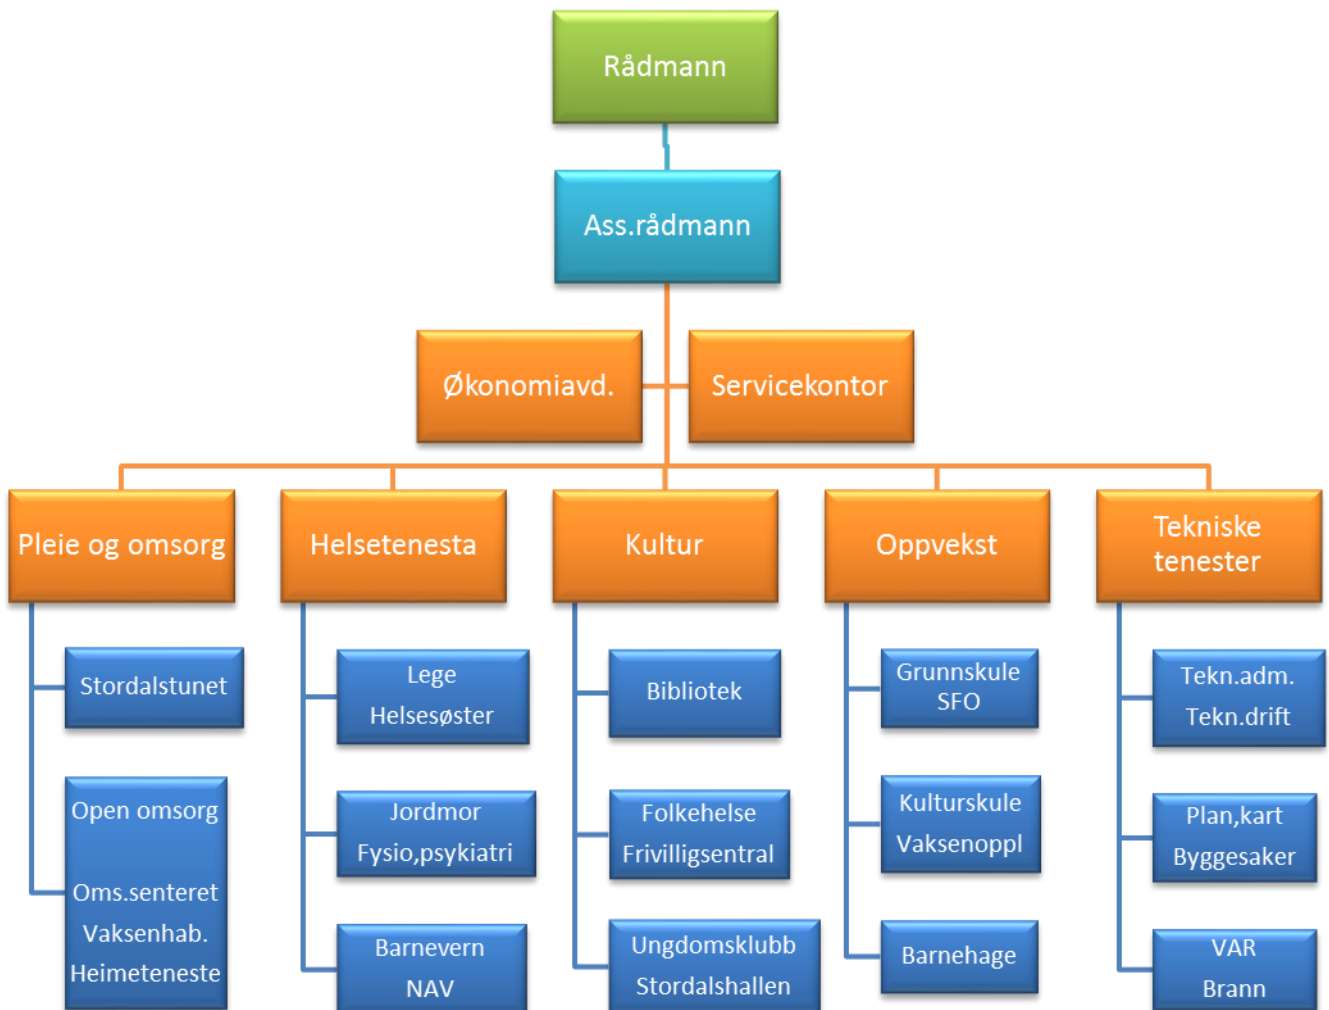 Rådmann
Ass.rådmann
Økonomiavd.
Servicekontor
Pleie og omsorg
Helsetenesta
Kultur
Oppvekst
Tekniske
tenester
Stordalstunet
Open omsorg
Oms.senteret
Vaksenhab.
Heimeteneste
Lege
Helsesøster
Jordmor
Fysio,psykiatri
Barnevern
NAV
Bibliotek
Folkehelse
Frivilligsentral
Ungdomsklubb
Stordalshallen
Grunnskule
SFO
Kulturskule
Vaksenoppl
Barnehage
Tekn.adm.
Tekn.drift
Plan,kart
Byggesaker
VAR
Brann